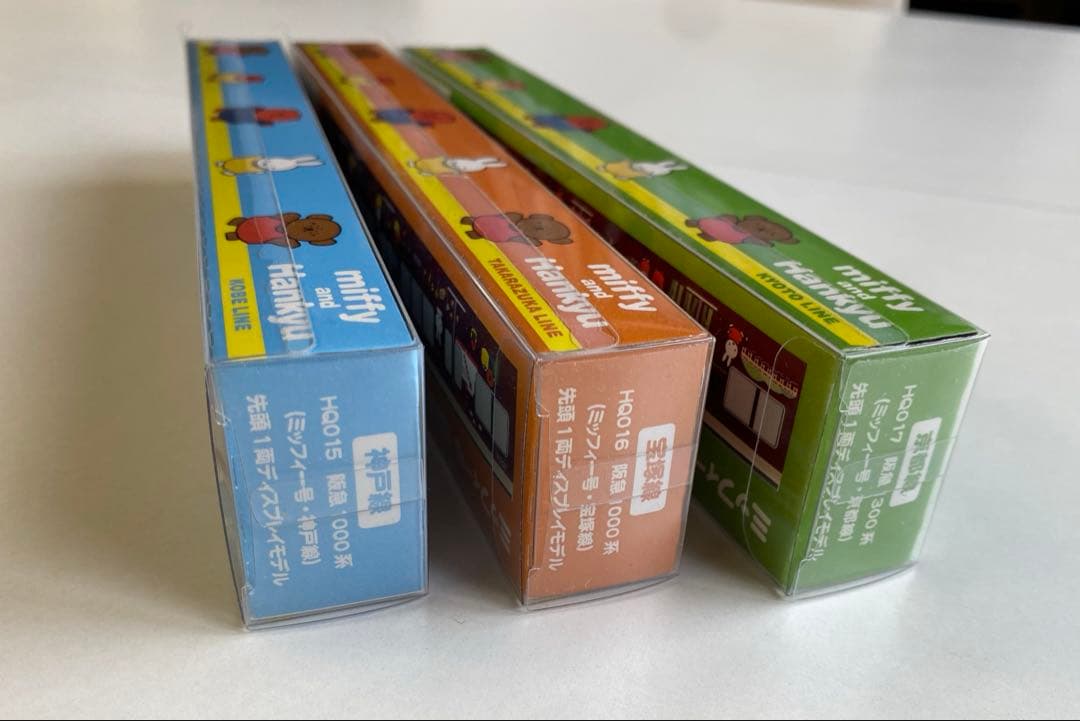 miffy
and
Hankyu
KOBE LINE
神戸線
HQ015 阪急1000系
(ミッフィー号・神戸線)
先頭1両ディスプレイモデル
miffy
and
Hankyu
TAKARAZUKA LINE
宝塚線
HQ016 阪急1000系
(ミッフィー号・宝塚線)
先頭1両ディスプレイモデル
miffy
and
Hankyu
KYOTO LINE
京都線
HQ017 阪急1300系
(ミッフィー号・京都線)
先頭1両ディスプレイモデル
ミッフィ